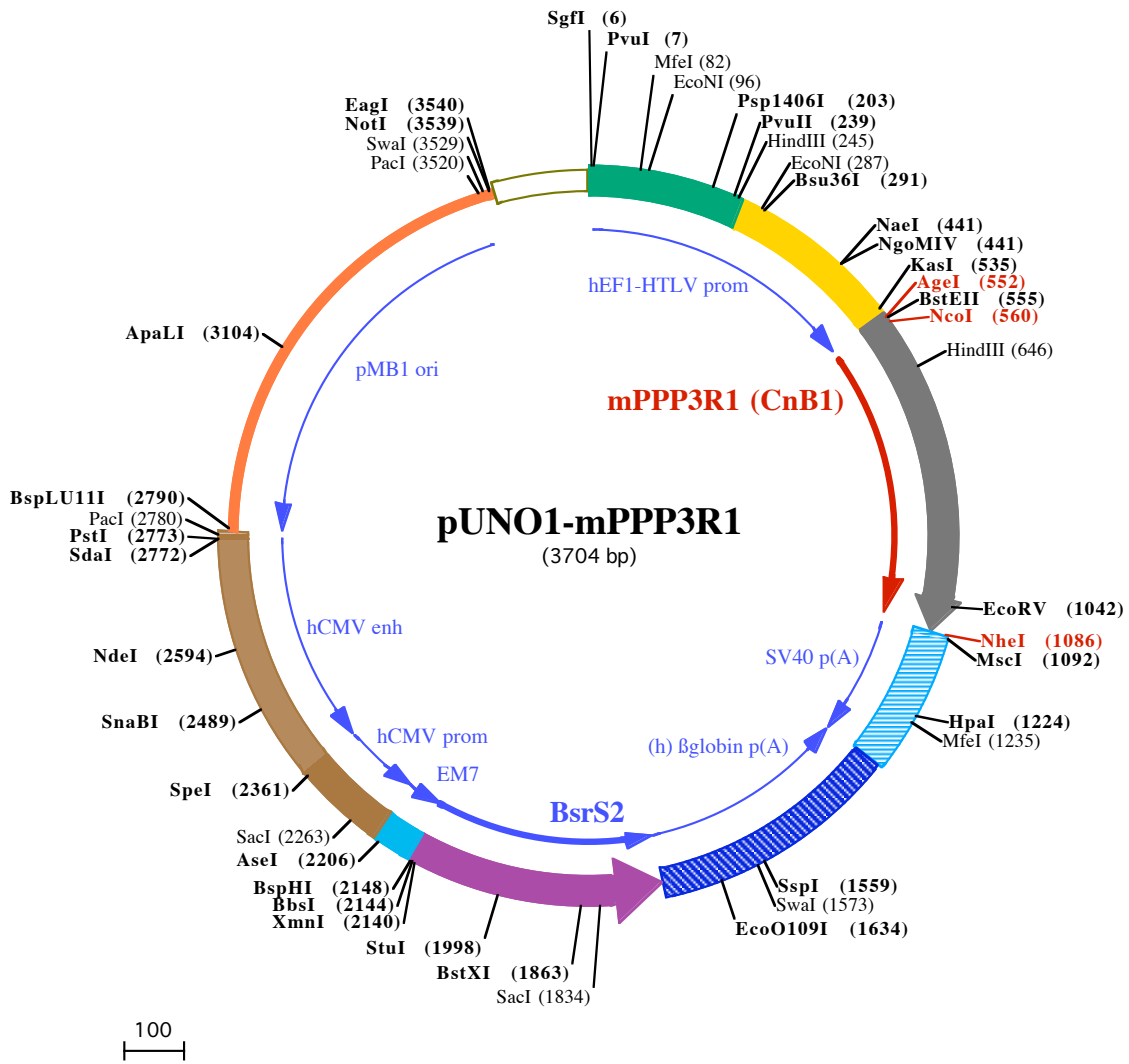 SgfI (6)
PvuI (7)
MfeI (82)
EcoNI (96)
Psp1406I (203)
PvuII (239)
HindIII (245)
EcoNI (287)
Bsu36I (291)
NaeI (441)
NgoMIV (441)
KasI (535)
AgeI (552)
BstEII (555)
NcoI (560)
HindIII (646)
EcoRV (1042)
NheI (1086)
MscI (1092)
HpaI (1224)
MfeI (1235)
SspI (1559)
SwaI (1573)
EcoO109I (1634)
SacI (1834)
BstXI (1863)
StuI (1998)
XmnI (2140)
BbsI (2144)
BspHI (2148)
AseI (2206)
SacI (2263)
SpeI (2361)
SnaBI (2489)
NdeI (2594)
SdaI (2772)
PstI (2773)
PacI (2780)
BspLU11I (2790)
ApaLI (3104)
PacI (3520)
SwaI (3529)
NotI (3539)
EagI (3540)
hEF1-HTLV prom
mPPP3R1 (CnB1)
SV40 p(A)
(h) ßglobin p(A)
BsrS2
EM7
hCMV prom
hCMV enh
pMB1 ori
pUNO1-mPPP3R1
(3704 bp)
100